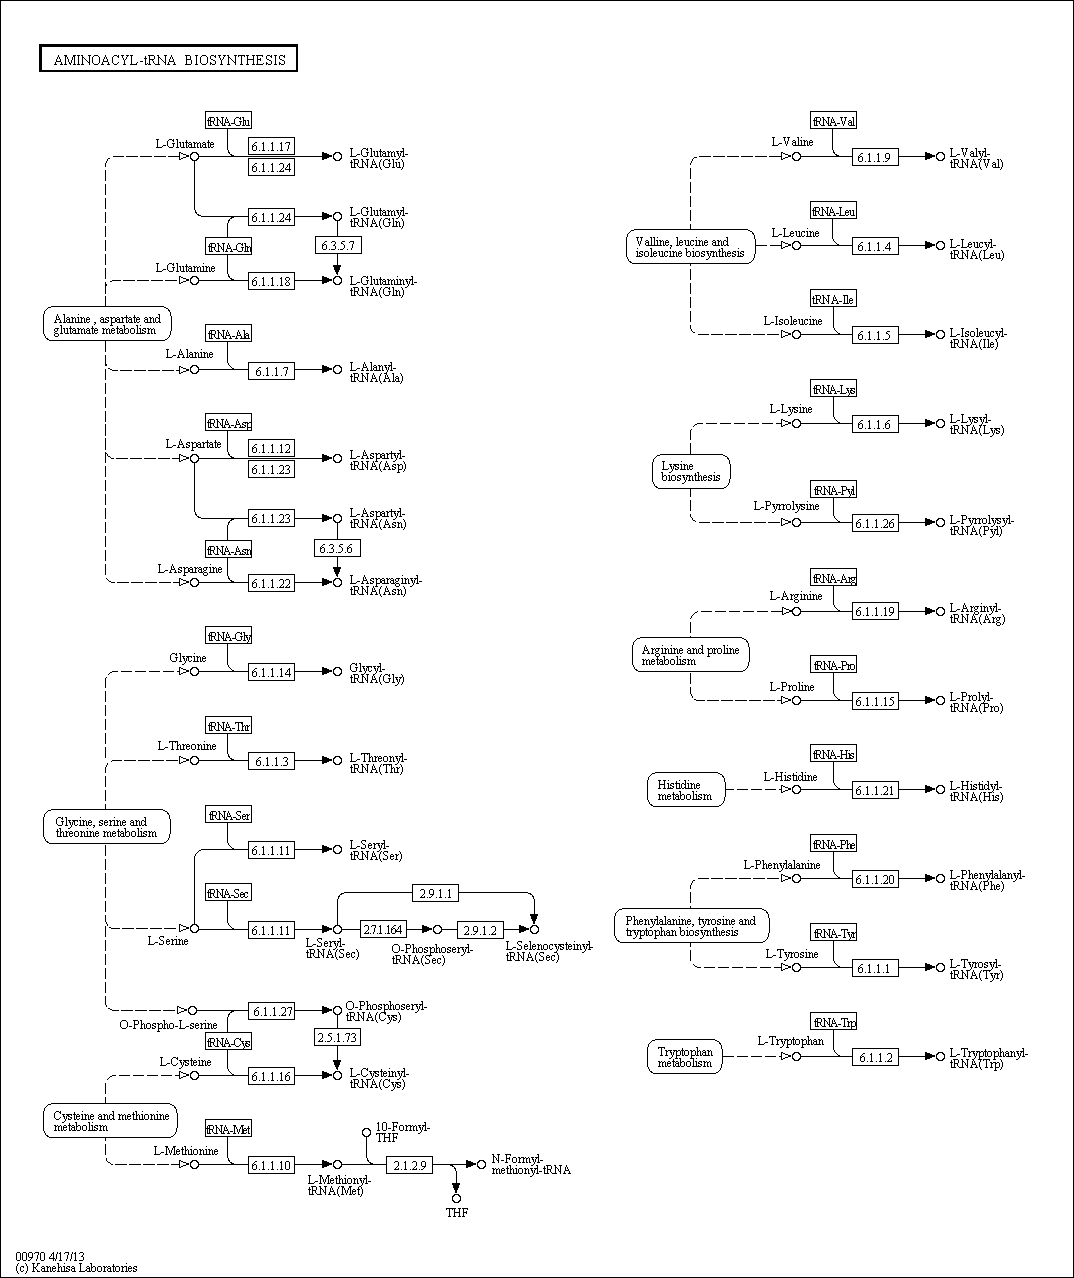 AMINOACYL-tRNA BIOSYNTHESIS
tRNA-Glu
L-Glutamate
6.1.1.17
6.1.1.24
L-Glutamyl-
tRNA(Glu)
6.1.1.24
L-Glutamyl-
tRNA(Gln)
tRNA-Gln
6.3.5.7
L-Glutamine
6.1.1.18
L-Glutaminyl-
tRNA(Gln)
Alanine , aspartate and
glutamate metabolism
tRNA-Ala
L-Alanine
6.1.1.7
L-Alanyl-
tRNA(Ala)
tRNA-Asp
L-Aspartate
6.1.1.12
6.1.1.23
L-Aspartyl-
tRNA(Asp)
6.1.1.23
L-Aspartyl-
tRNA(Asn)
tRNA-Asn
6.3.5.6
L-Asparagine
6.1.1.22
L-Asparaginyl-
tRNA(Asn)
tRNA-Gly
Glycine
6.1.1.14
Glycyl-
tRNA(Gly)
tRNA-Thr
L-Threonine
6.1.1.3
L-Threonyl-
tRNA(Thr)
Glycine, serine and
threonine metabolism
tRNA-Ser
6.1.1.11
L-Seryl-
tRNA(Ser)
tRNA-Sec
2.9.1.1
L-Serine
6.1.1.11
L-Seryl-
tRNA(Sec)
2.7.1.164
O-Phosphoseryl-
tRNA(Sec)
2.9.1.2
L-Selenocysteinyl-
tRNA(Sec)
O-Phospho-L-serine
6.1.1.27
O-Phosphoseryl-
tRNA(Cys)
tRNA-Cys
2.5.1.73
L-Cysteine
6.1.1.16
L-Cysteinyl-
tRNA(Cys)
Cysteine and methionine
metabolism
tRNA-Met
L-Methionine
6.1.1.10
L-Methionyl-
tRNA(Met)
10-Formyl-
THF
2.1.2.9
N-Formyl-
methionyl-tRNA
THF
tRNA-Val
L-Valine
6.1.1.9
L-Valyl-
tRNA(Val)
Valline, leucine and
isoleucine biosynthesis
tRNA-Leu
L-Leucine
6.1.1.4
L-Leucyl-
tRNA(Leu)
tRNA-Ile
L-Isoleucine
6.1.1.5
L-Isoleucyl-
tRNA(Ile)
tRNA-Lys
L-Lysine
6.1.1.6
L-Lysyl-
tRNA(Lys)
Lysine
biosynthesis
tRNA-Pyl
L-Pyrrolysine
6.1.1.26
L-Pyrrolysyl-
tRNA(Pyl)
tRNA-Arg
L-Arginine
6.1.1.19
L-Arginyl-
tRNA(Arg)
Arginine and proline
metabolism
tRNA-Pro
L-Proline
6.1.1.15
L-Prolyl-
tRNA(Pro)
tRNA-His
Histidine
metabolism
L-Histidine
6.1.1.21
L-Histidyl-
tRNA(His)
tRNA-Phe
L-Phenylalanine
6.1.1.20
L-Phenylalanyl-
tRNA(Phe)
Phenylalanine, tyrosine and
tryptophan biosynthesis
tRNA-Tyr
L-Tyrosine
6.1.1.1
L-Tyrosyl-
tRNA(Tyr)
tRNA-Trp
Tryptophan
metabolism
L-Tryptophan
6.1.1.2
L-Tryptophanyl-
tRNA(Trp)
00970 4/17/13
(c) Kanehisa Laboratories